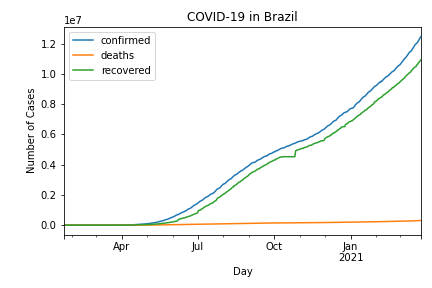 COVID-19 in Brazil
1e7
confirmed
deaths
recovered
1.2
1.0
0.8
0.6
0.4
0.2
0.0
Number of Cases
Apr Jul Oct Jan
2021
Day